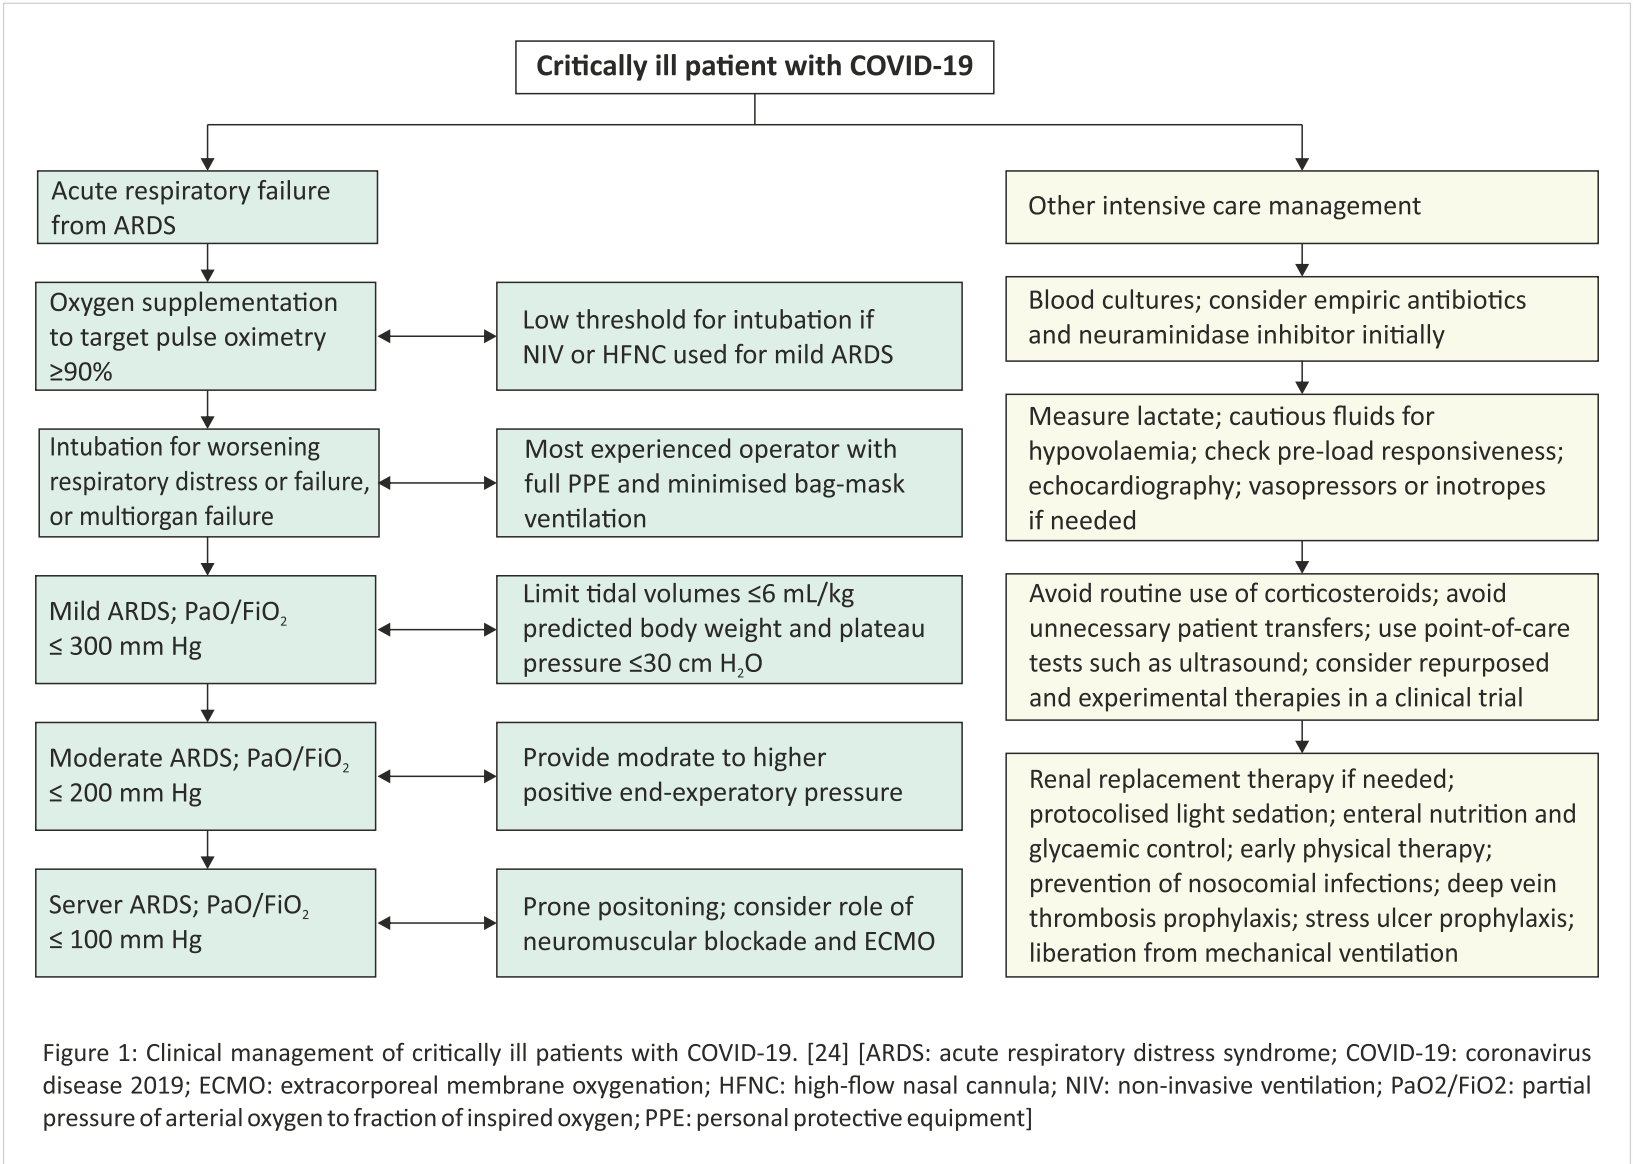 Critically ill patient with COVID-19
Acute respiratory failure
from ARDS
Oxygen supplementation
to target pulse oximetry
≥90%
Low threshold for intubation if
NIV or HFNC used for mild ARDS
Intubation for worsening
respiratory distress or failure,
or multiorgan failure
Most experienced operator with
full PPE and minimised bag-mask
ventilation
Mild ARDS; PaO/FiO₂
≤ 300 mm Hg
Limit tidal volumes ≤6 mL/kg
predicted body weight and plateau
pressure ≤30 cm H₂O
Moderate ARDS; PaO/FiO₂
≤ 200 mm Hg
Provide modrate to higher
positive end-experatory pressure
Server ARDS; PaO/FiO₂
≤ 100 mm Hg
Prone positoning; consider role of
neuromuscular blockade and ECMO
Other intensive care management
Blood cultures; consider empiric antibiotics
and neuraminidase inhibitor initially
Measure lactate; cautious fluids for
hypovolaemia; check pre-load responsiveness;
echocardiography; vasopressors or inotropes
if needed
Avoid routine use of corticosteroids; avoid
unnecessary patient transfers; use point-of-care
tests such as ultrasound; consider repurposed
and experimental therapies in a clinical trial
Renal replacement therapy if needed;
protocolised light sedation; enteral nutrition and
glycaemic control; early physical therapy;
prevention of nosocomial infections; deep vein
thrombosis prophylaxis; stress ulcer prophylaxis;
liberation from mechanical ventilation
Figure 1: Clinical management of critically ill patients with COVID-19. [24] [ARDS: acute respiratory distress syndrome; COVID-19: coronavirus
disease 2019; ECMO: extracorporeal membrane oxygenation; HFNC: high-flow nasal cannula; NIV: non-invasive ventilation; PaO2/FiO2: partial
pressure of arterial oxygen to fraction of inspired oxygen; PPE: personal protective equipment]